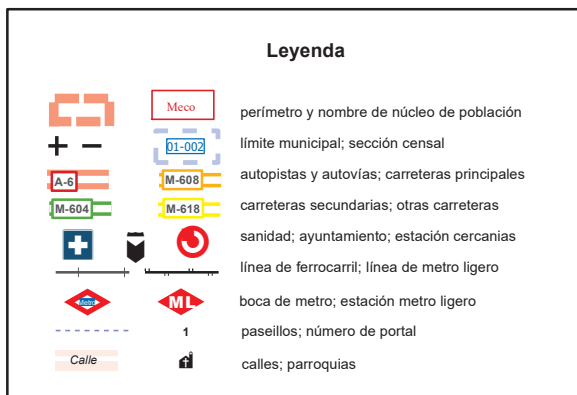 Leyenda
Meco
perímetro y nombre de núcleo de población
01-002
límite municipal; sección censal
A-6
M-608
autopistas y autovías; carreteras principales
M-604
M-618
carreteras secundarias; otras carreteras
sanidad; ayuntamiento; estación cercanias
línea de ferrocarril; línea de metro ligero
Metro
ML
boca de metro; estación metro ligero
1
paseillos; número de portal
Calle
calles; parroquias